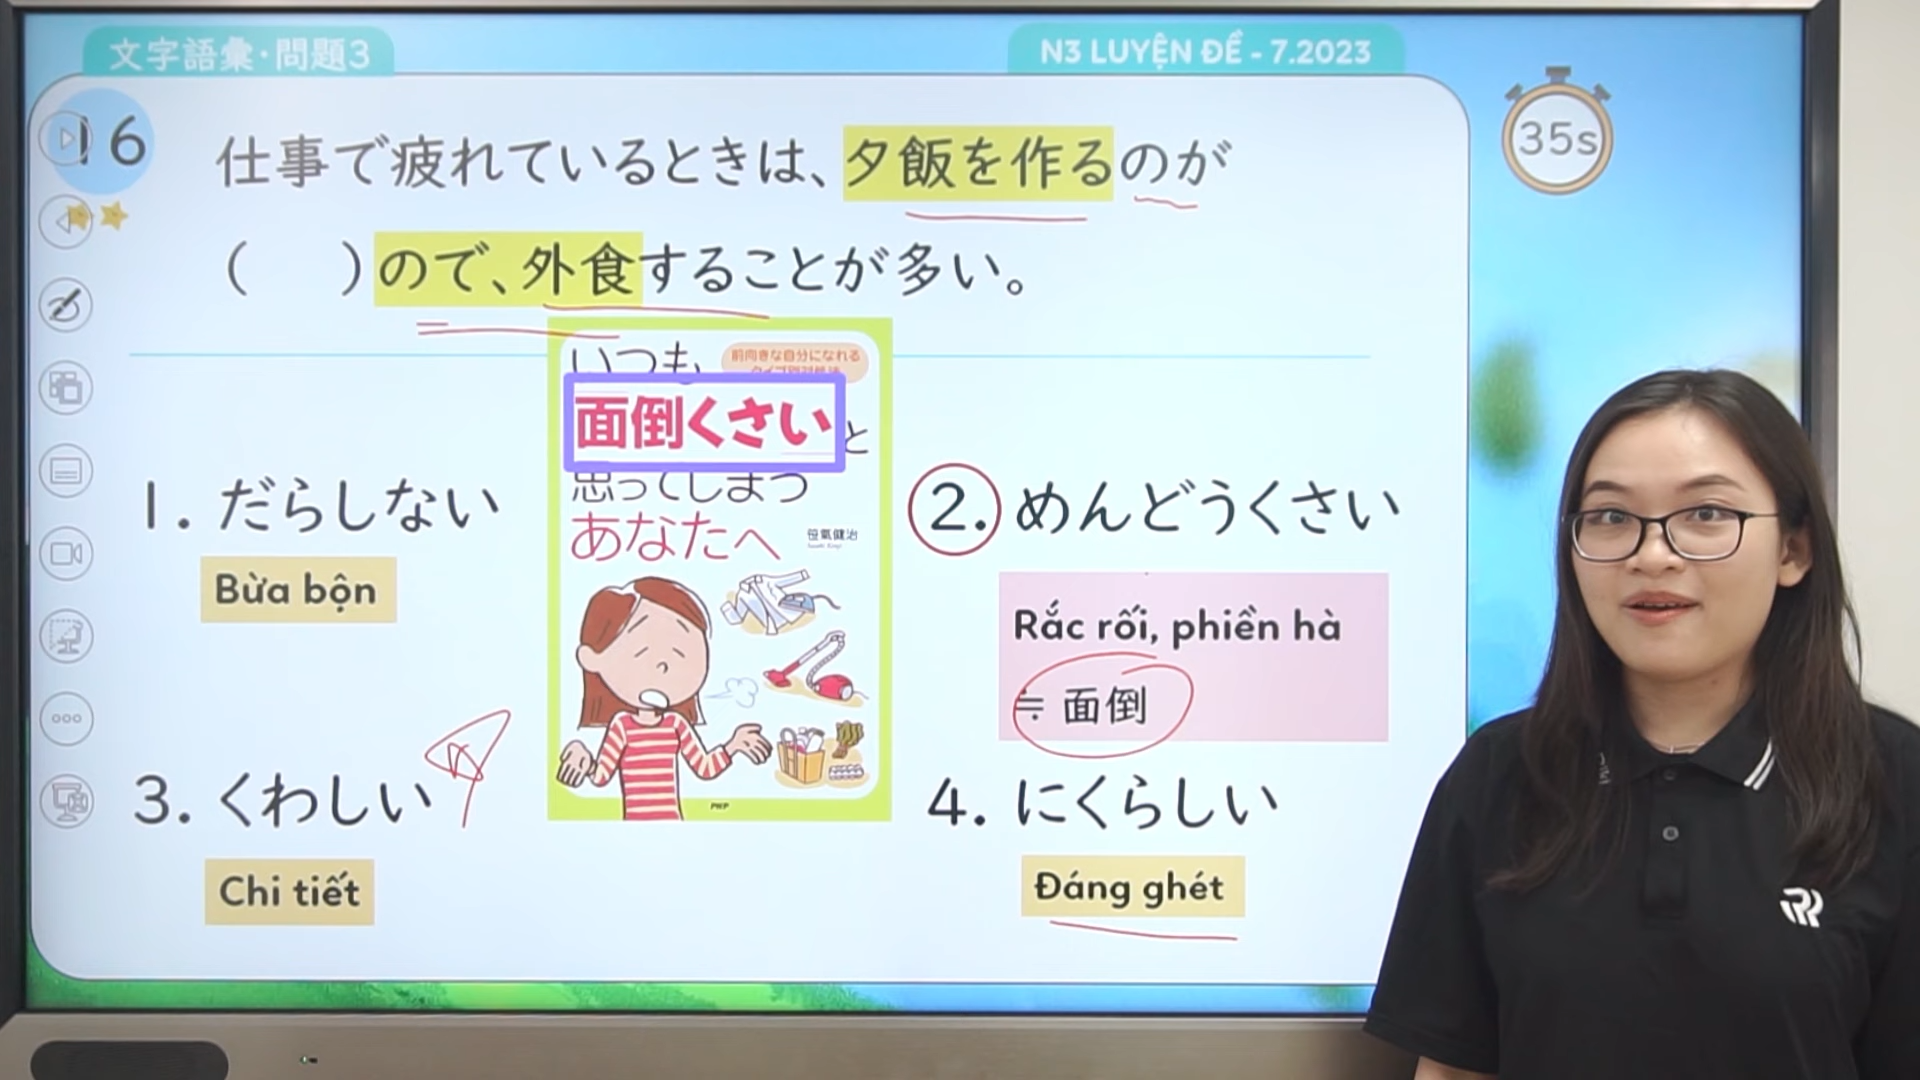 文字語彙・問題3
N3 LUYỆN ĐỀ - 7.2023
35s
16
仕事で疲れているときは、夕飯を作るのが
(　　)ので、外食することが多い。
いつも
前向きな自分になれる
面倒くさい
と
思ってしまう
あなたへ
笹氣健治
PHP
1. だらしない
Bừa bộn
2. めんどうくさい
Rắc rối, phiền hà
≒ 面倒
3. くわしい
Chi tiết
4. にくらしい
Đáng ghét